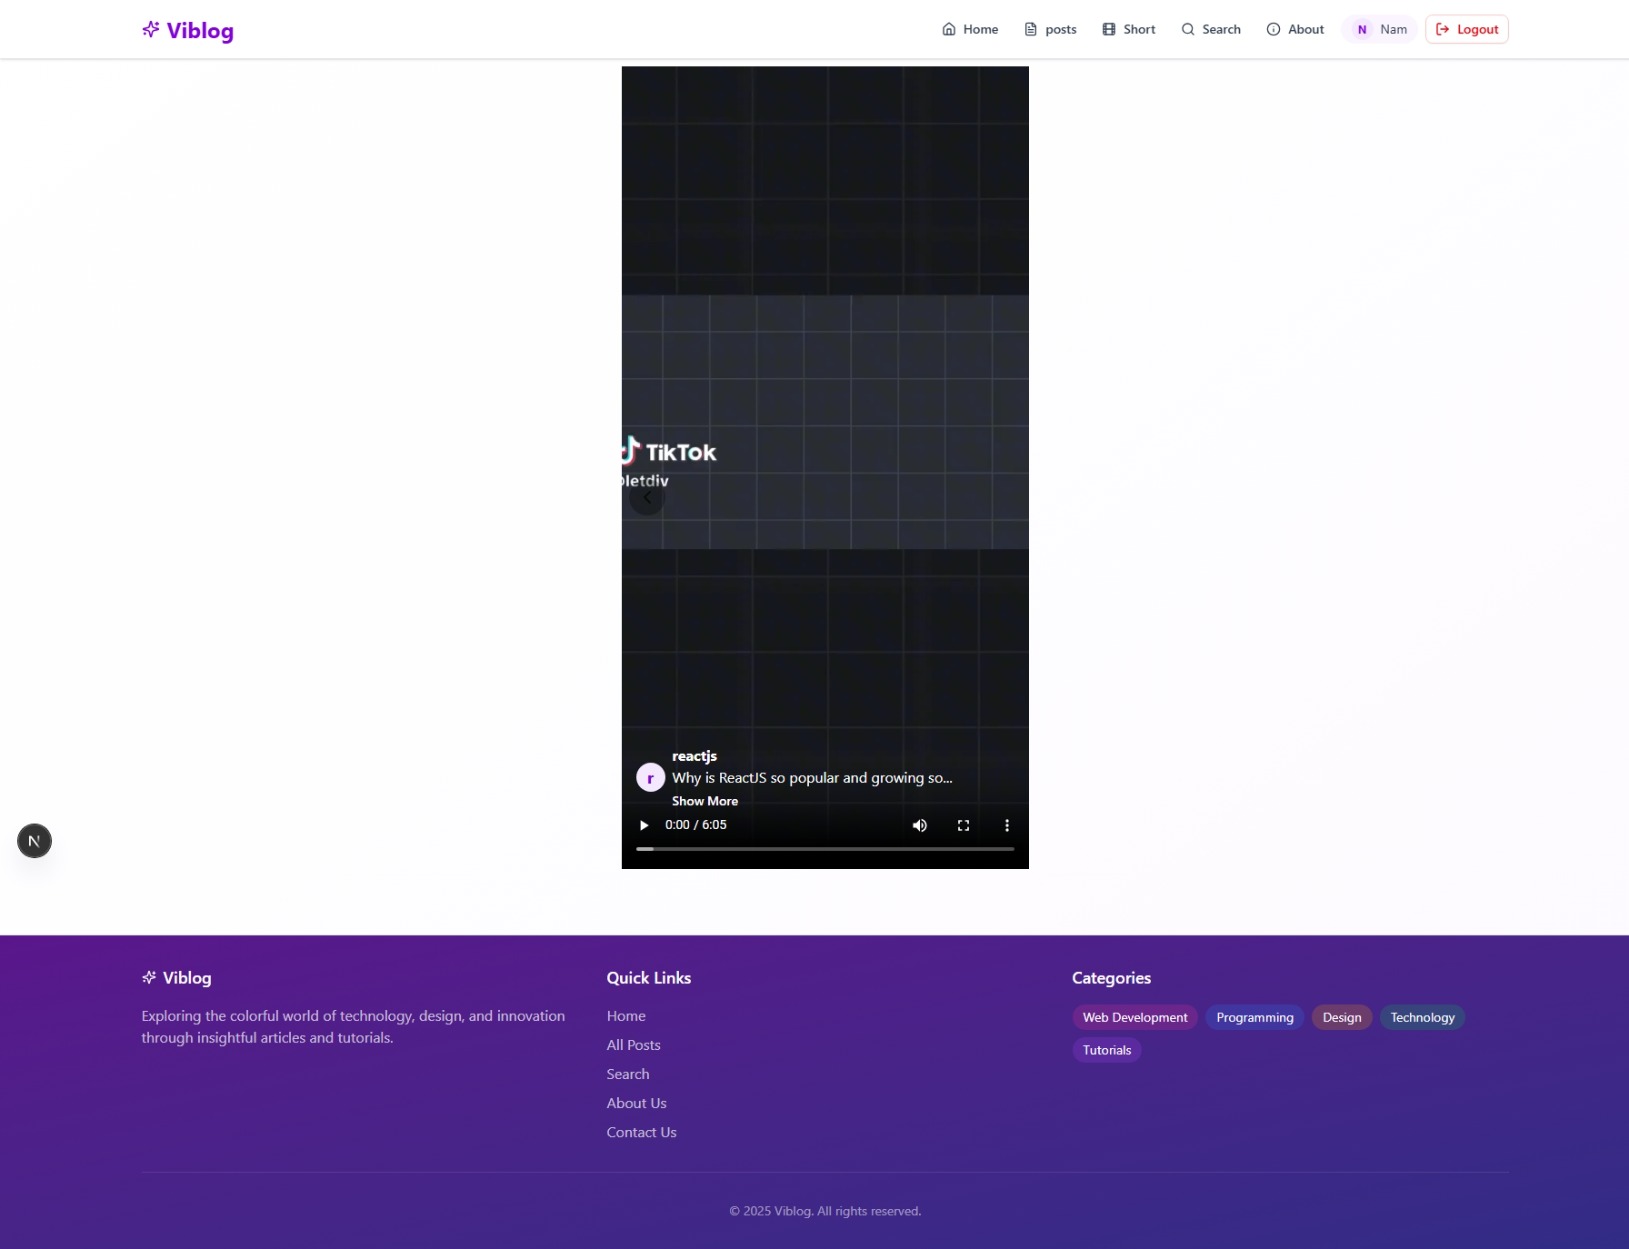 Viblog
Home
posts
Short
Search
About
N
Nam
Logout
TikTok
letdiv
reactjs
r
Why is ReactJS so popular and growing so...
Show More
0:00 / 6:05
N
Viblog
Exploring the colorful world of technology, design, and innovation
through insightful articles and tutorials.
Quick Links
Home
All Posts
Search
About Us
Contact Us
Categories
Web Development
Programming
Design
Technology
Tutorials
© 2025 Viblog. All rights reserved.